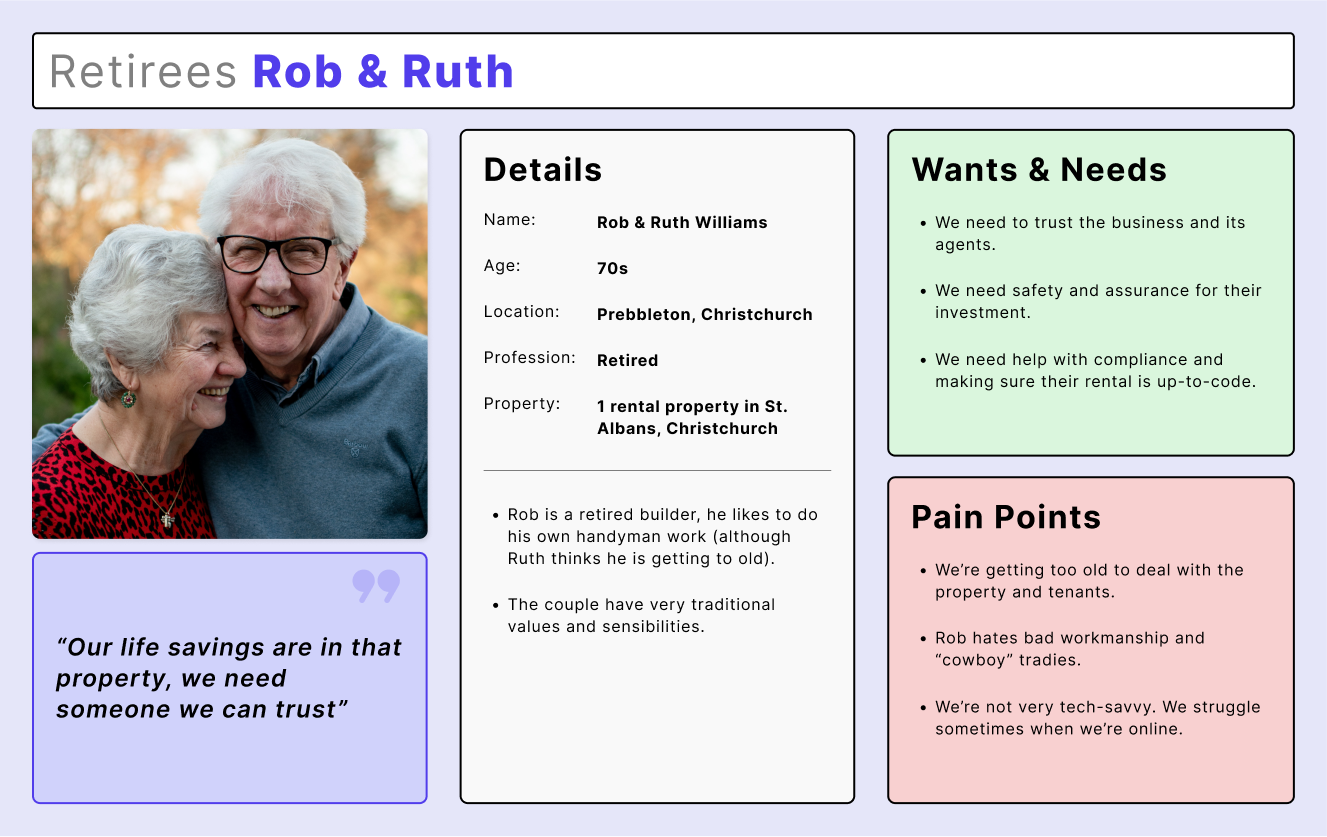 Retirees Rob & Ruth
”
“Our life savings are in that
property, we need
someone we can trust”
Details
Name: Rob & Ruth Williams
Age: 70s
Location: Prebbleton, Christchurch
Profession: Retired
Property: 1 rental property in St.
Albans, Christchurch
• Rob is a retired builder, he likes to do
his own handyman work (although
Ruth thinks he is getting to old).
• The couple have very traditional
values and sensibilities.
Wants & Needs
• We need to trust the business and its
agents.
• We need safety and assurance for their
investment.
• We need help with compliance and
making sure their rental is up-to-code.
Pain Points
• We’re getting too old to deal with the
property and tenants.
• Rob hates bad workmanship and
“cowboy” tradies.
• We’re not very tech-savvy. We struggle
sometimes when we’re online.